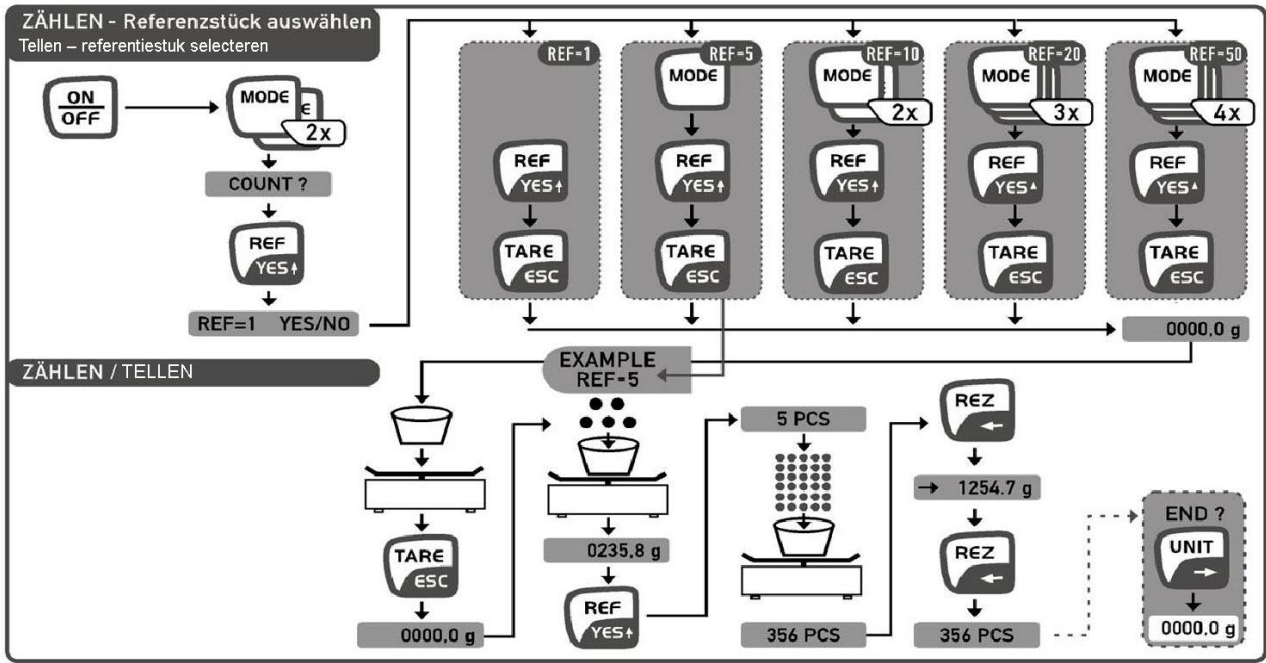 ZÄHLEN - Referenzstück auswählen
Tellen – referentiestuk selecteren
ON
OFF
MODE
E
2x
COUNT ?
REF
YES↑
REF=1 YES/NO
REF=1
REF
YES↑
TARE
ESC
REF=5
MODE
REF
YES↑
TARE
ESC
REF=10
MODE
2x
REF
YES↑
TARE
ESC
REF=20
MODE
3x
REF
YES▲
TARE
ESC
REF=50
MODE
4x
REF
YES▲
TARE
ESC
0000,0 g
ZÄHLEN / TELLEN
TARE
ESC
0000,0 g
EXAMPLE
REF=5
0235,8 g
REF
YES↑
5 PCS
356 PCS
REZ
←
→ 1254.7 g
REZ
←
356 PCS
END ?
UNIT
→
0000,0 g